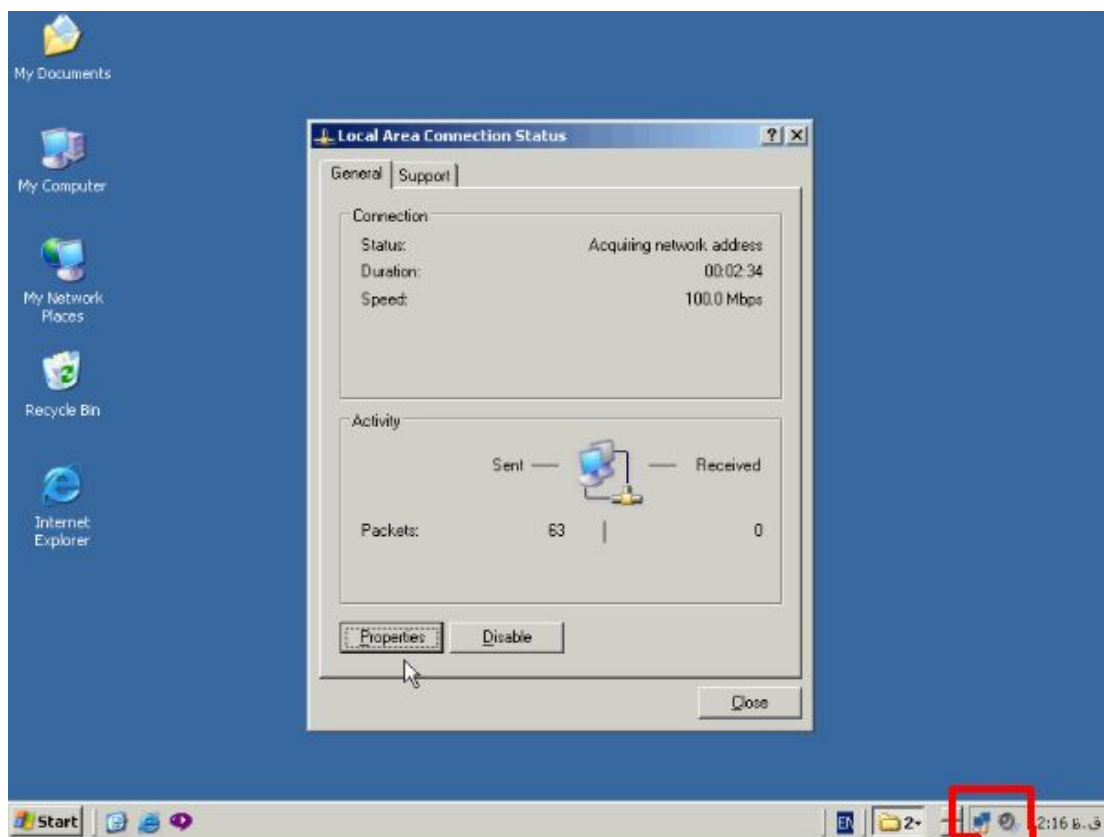 My Documents
My Computer
My Network
Places
Recycle Bin
Internet
Explorer
Local Area Connection Status
General
Support
Connection
Status: Acquiring network address
Duration: 00:02:34
Speed: 100.0 Mbps
Activity
Sent — — Received
Packets: 63 | 0
Properties
Disable
Close
Start
EN
2
2:16 ق.ظ